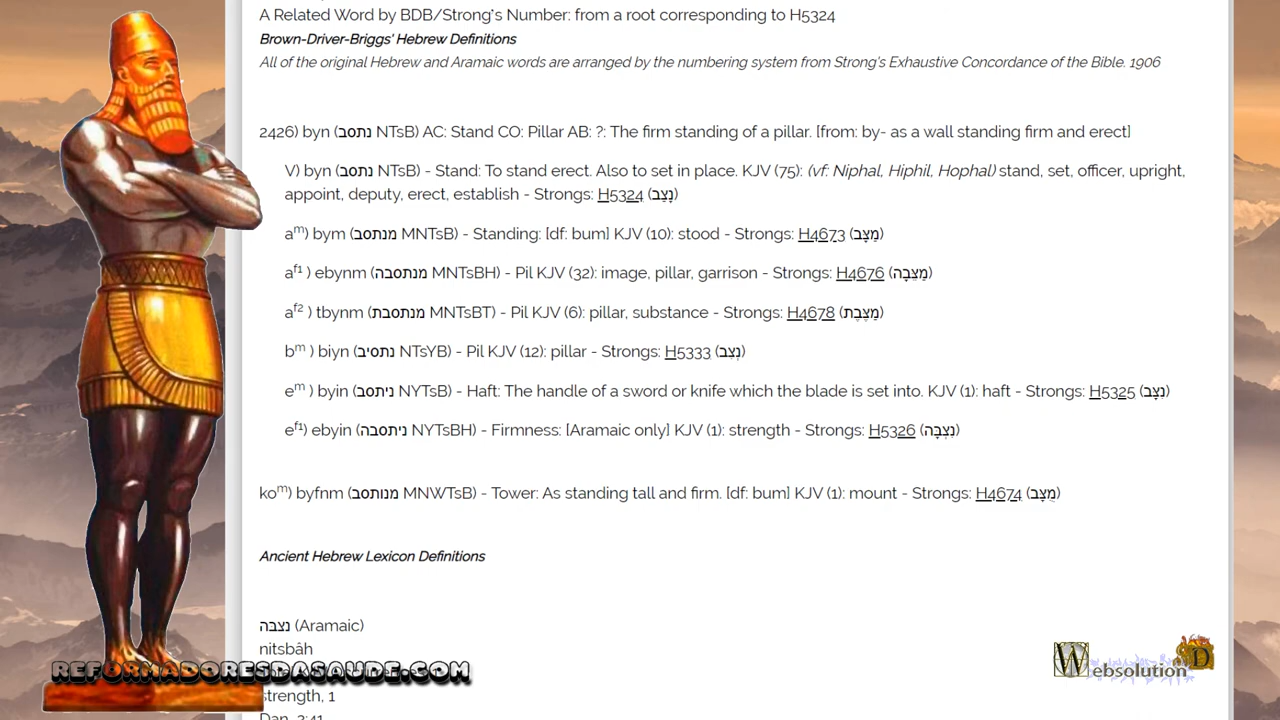 A Related Word by BDB/Strong's Number: from a root corresponding to H5324
Brown-Driver-Briggs' Hebrew Definitions
All of the original Hebrew and Aramaic words are arranged by the numbering system from Strong's Exhaustive Concordance of the Bible. 1906
2426) byn (נתסב NTsB) AC: Stand CO: Pillar AB: ?: The firm standing of a pillar. [from: by- as a wall standing firm and erect]
V) byn (נתסב NTsB) - Stand: To stand erect. Also to set in place. KJV (75): (vf: Niphal, Hiphil, Hophal) stand, set, officer, upright,
appoint, deputy, erect, establish - Strongs: H5324 (נָצַב)
am) bym (מנתסב MNTsB) - Standing: [df: bum] KJV (10): stood - Strongs: H4673 (מַצָּב)
af1 ) ebynm (מנתסבה MNTsBH) - Pil KJV (32): image, pillar, garrison - Strongs: H4676 (מַצֵּבָה)
af2 ) tbynm (מנתסבת MNTsBT) - Pil KJV (6): pillar, substance - Strongs: H4678 (מַצֶּבֶת)
bm ) biyn (נתסיב NTsYB) - Pil KJV (12): pillar - Strongs: H5333 (נְצִב)
em ) byin (ניתסב NYTsB) - Haft: The handle of a sword or knife which the blade is set into. KJV (1): haft - Strongs: H5325 (נִצָּב)
ef1) ebyin (ניתסבה NYTsBH) - Firmness: [Aramaic only] KJV (1): strength - Strongs: H5326 (נִצְבָּה)
kom) byfnm (מנותסב MNWTsB) - Tower: As standing tall and firm. [df: bum] KJV (1): mount - Strongs: H4674 (מֻצָּב)
Ancient Hebrew Lexicon Definitions
נצבּה (Aramaic)
nitsbâh
REFORMADORESDASAUDE.COM
strength, 1
Dan. 2:41
Websolution D